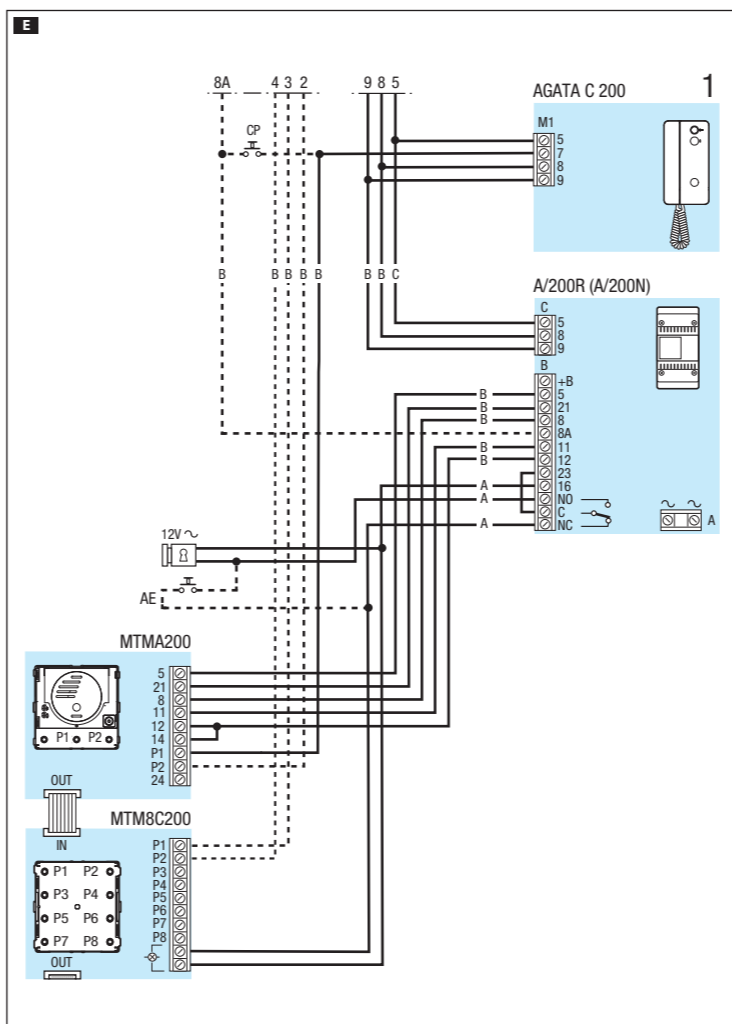 E
8A 4 3 2 9 8 5
AGATA C 200 1
CP
M1
5
7
8
9
B B B B B B B C
A/200R (A/200N)
C
5
8
9
B
+B
B 5
B 21
B 8
8A
B 11
B 12
23
A 16
A NO
C
A NC
A
12V
AE
MTMA200
5
21
8
11
12
14
P1
P2
24
P1 P2
OUT
MTM8C200
IN
P1
P2
P3
P4
P5
P6
P7
P8
P1 P2
P3 P4
P5 P6
P7 P8
OUT